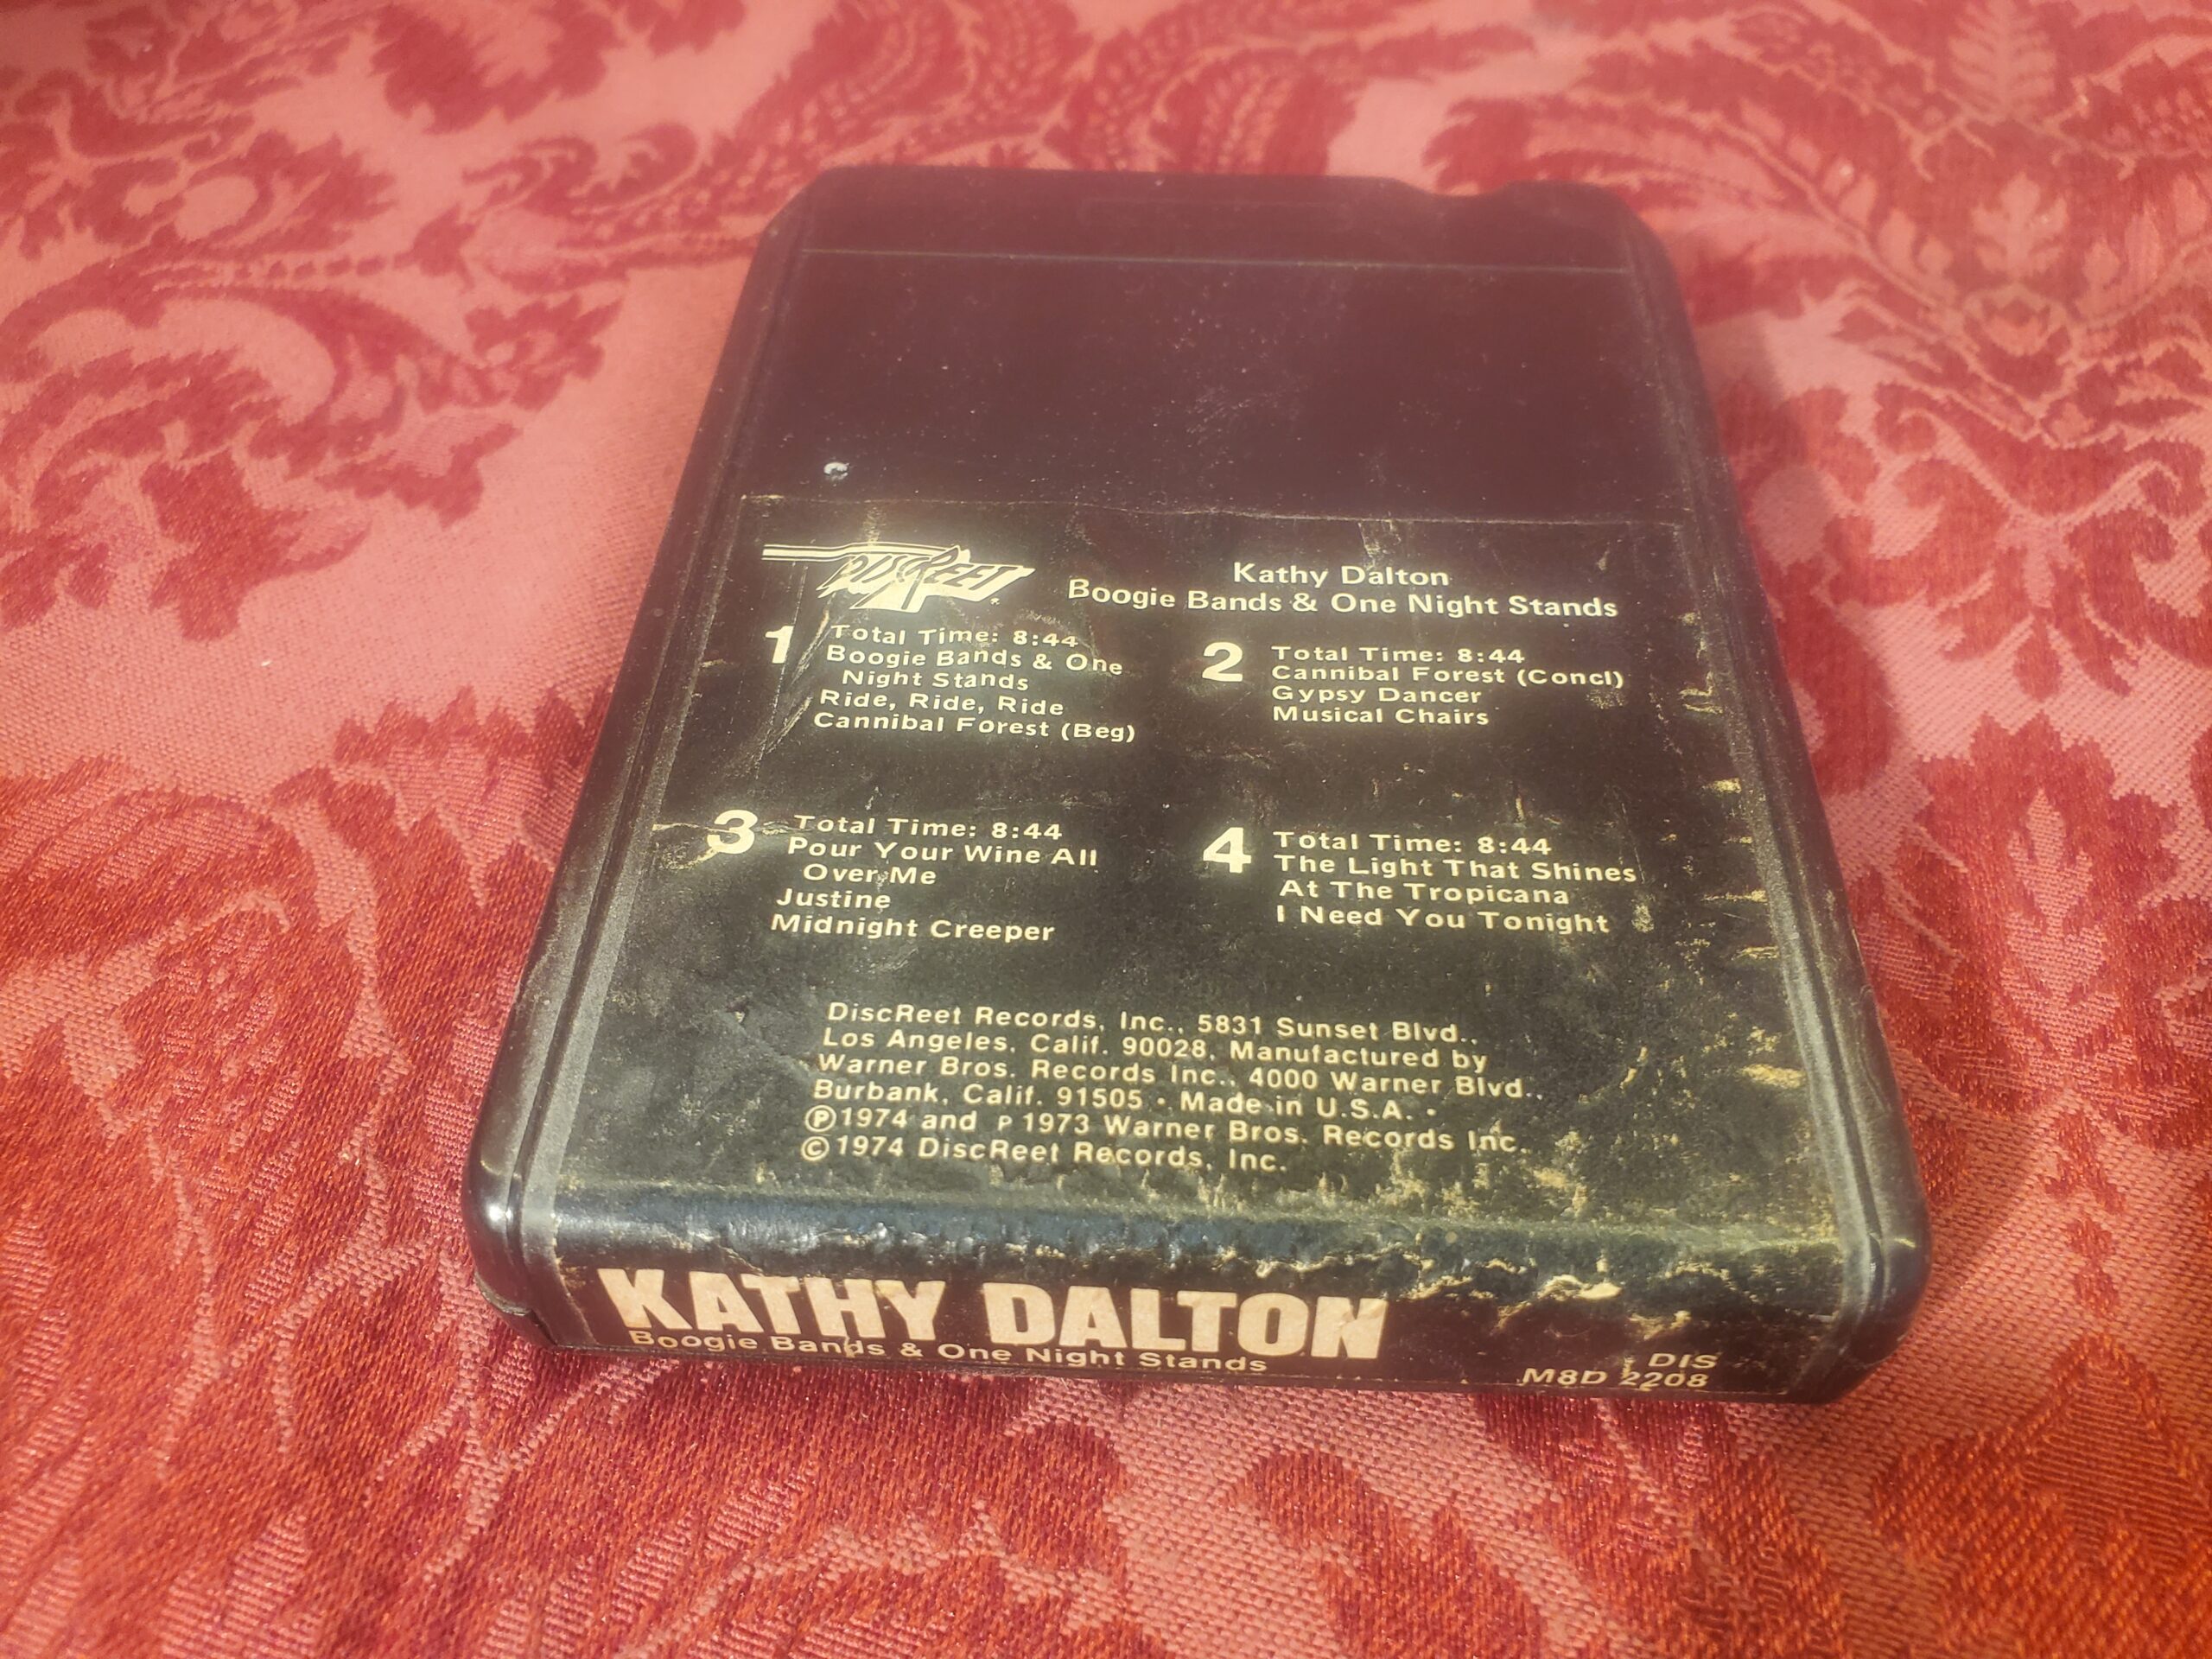 DISCREET
Kathy Dalton
Boogie Bands & One Night Stands
1
Total Time: 8:44
Boogie Bands & One
Night Stands
Ride, Ride, Ride
Cannibal Forest (Beg)
2
Total Time: 8:44
Cannibal Forest (Concl)
Gypsy Dancer
Musical Chairs
3
Total Time: 8:44
Pour Your Wine All
Over Me
Justine
Midnight Creeper
4
Total Time: 8:44
The Light That Shines
At The Tropicana
I Need You Tonight
DiscReet Records, Inc., 5831 Sunset Blvd.,
Los Angeles, Calif. 90028, Manufactured by
Warner Bros. Records Inc., 4000 Warner Blvd.,
Burbank, Calif. 91505 • Made in U.S.A. •
Ⓟ1974 and P 1973 Warner Bros. Records Inc.
©1974 DiscReet Records, Inc.
KATHY DALTON
Boogie Bands & One Night Stands
DIS
M8D 2208